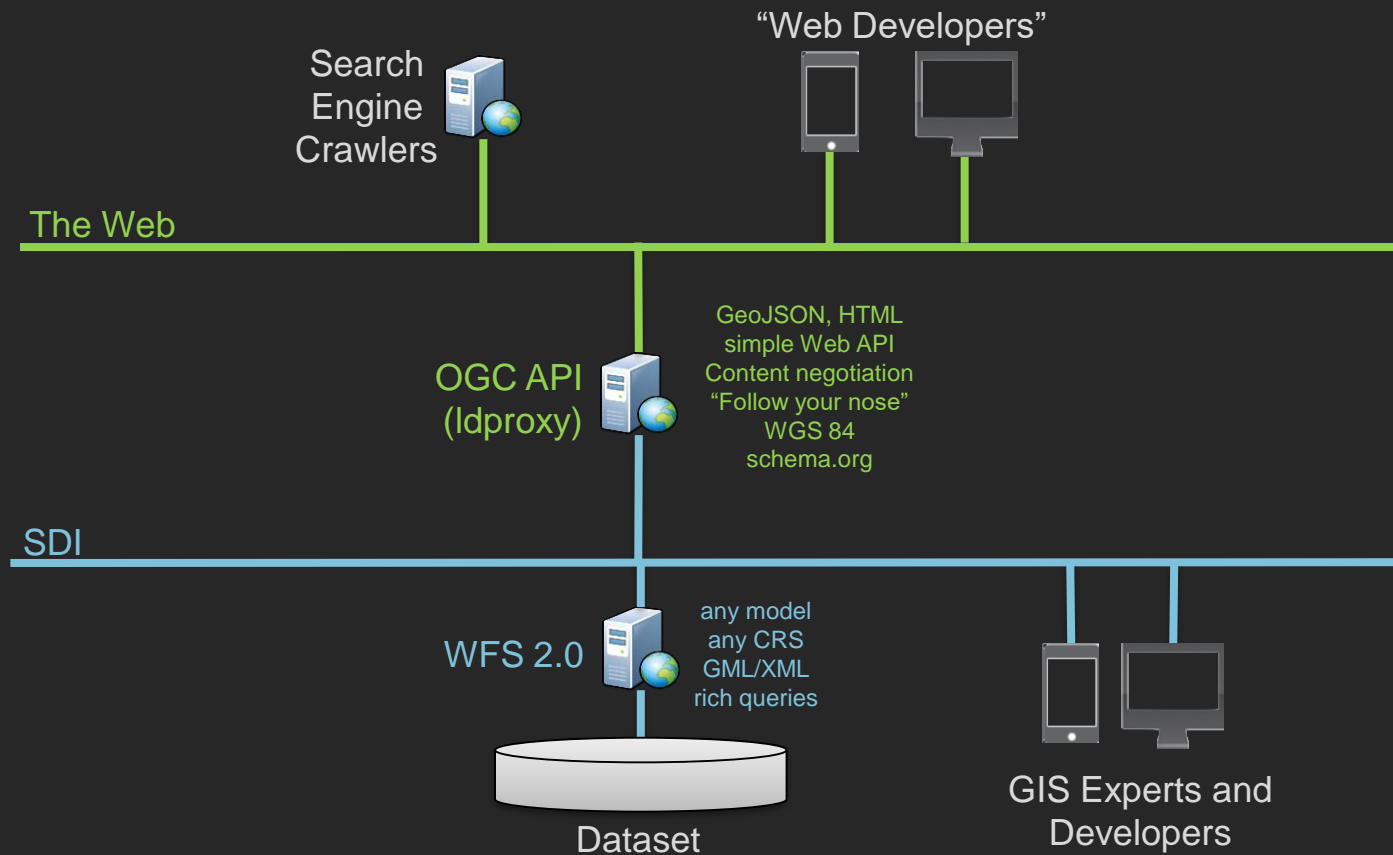 “Web Developers”
Search
Engine
Crawlers
The Web
GeoJSON, HTML
simple Web API
Content negotiation
“Follow your nose”
WGS 84
schema.org
OGC API
(ldproxy)
SDI
WFS 2.0
any model
any CRS
GML/XML
rich queries
Dataset
GIS Experts and
Developers